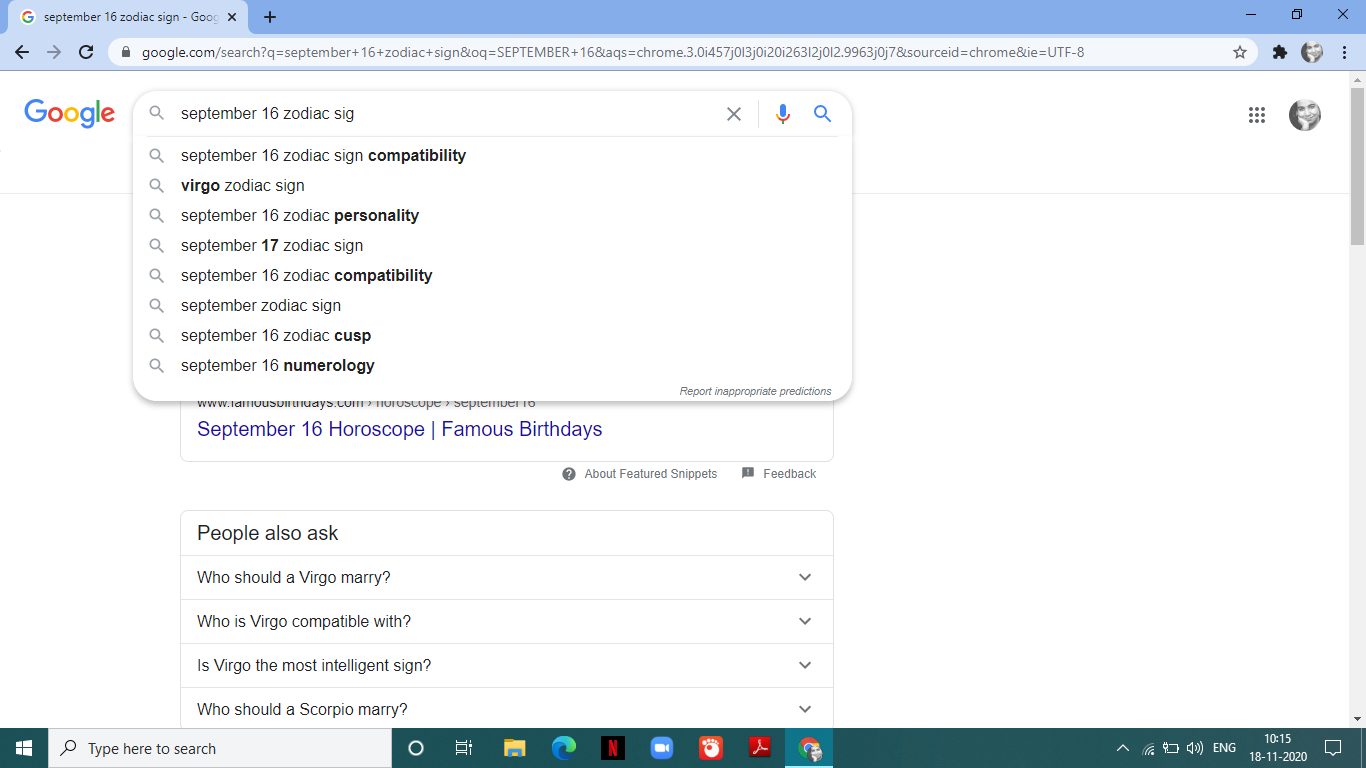 september 16 zodiac sign - Goog
google.com/search?q=september+16+zodiac+sign&oq=SEPTEMBER+16&aqs=chrome.3.0i457j0l3j0i20i263l2j0l2.9963j0j7&sourceid=chrome&ie=UTF-8
Google
september 16 zodiac sig
september 16 zodiac sign compatibility
virgo zodiac sign
september 16 zodiac personality
september 17 zodiac sign
september 16 zodiac compatibility
september zodiac sign
september 16 zodiac cusp
september 16 numerology
Report inappropriate predictions
www.famousbirthdays.com › horoscope › september16
September 16 Horoscope | Famous Birthdays
About Featured Snippets Feedback
People also ask
Who should a Virgo marry?
Who is Virgo compatible with?
Is Virgo the most intelligent sign?
Who should a Scorpio marry?
Type here to search
N
ENG
10:15
18-11-2020